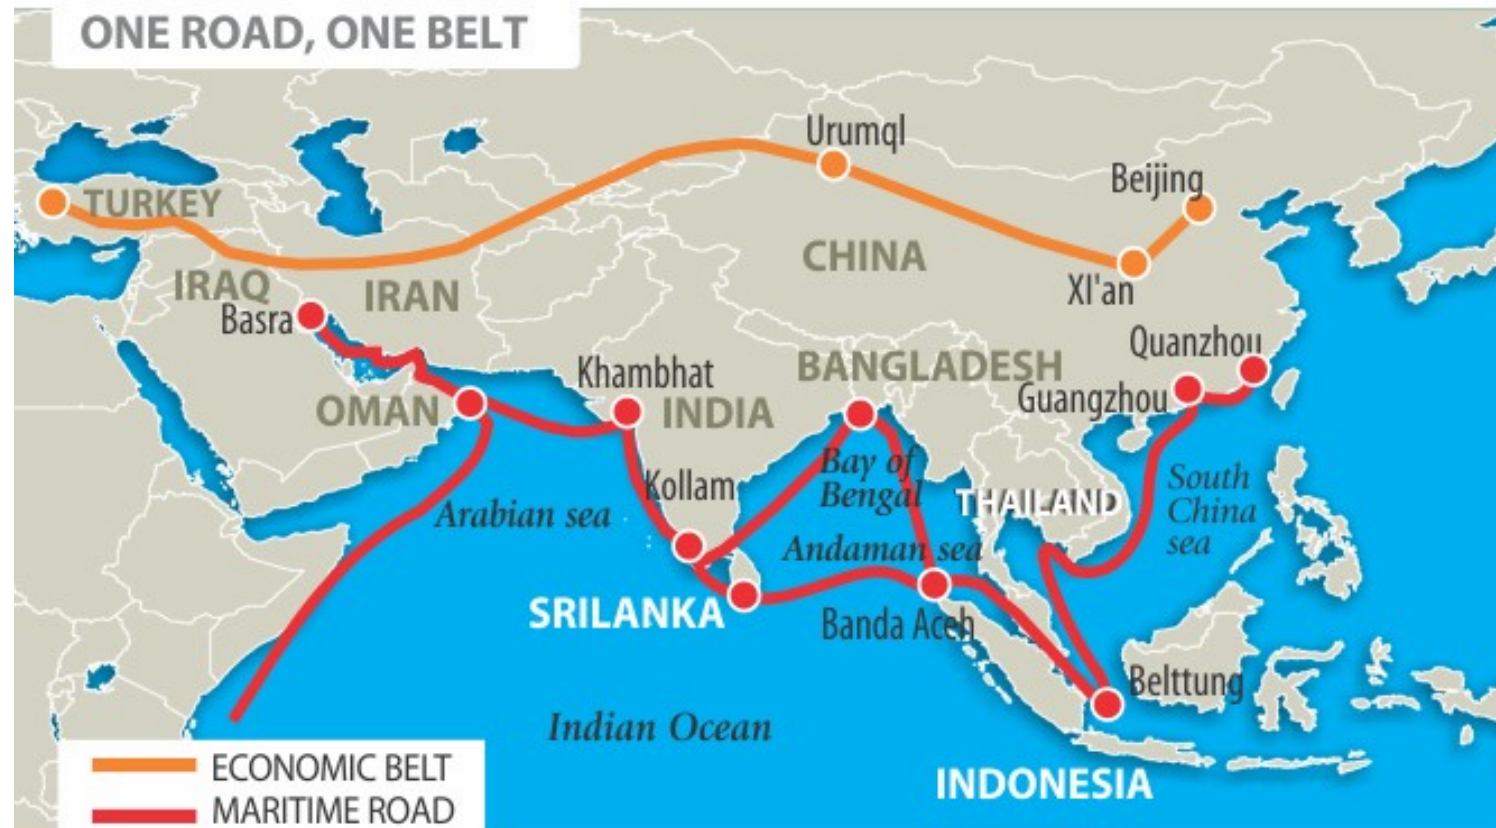 ONE ROAD, ONE BELT
Urumql
Beijing
TURKEY
CHINA
IRAQ
IRAN
XI'an
Basra
Quanzhou
BANGLADESH
Khambhat
Guangzhou
OMAN
INDIA
Bay of
Bengal
Kollam
South
China
sea
THAILAND
Arabian sea
Andaman sea
SRILANKA
Banda Aceh
Belttung
Indian Ocean
INDONESIA
ECONOMIC BELT
MARITIME ROAD